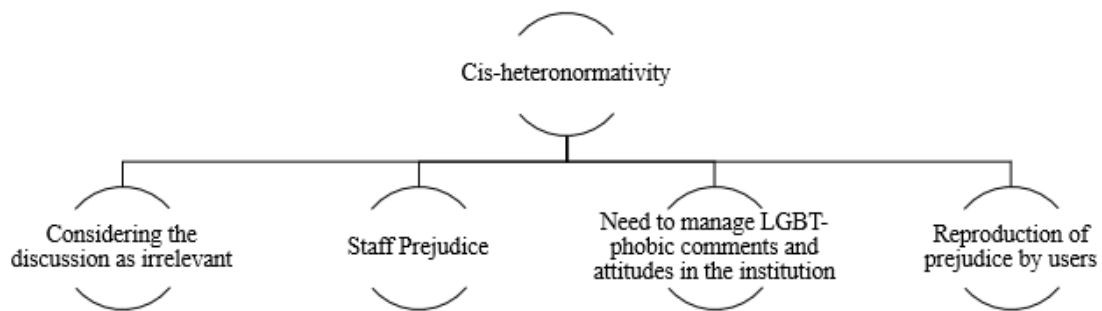 Cis-heteronormativity
Considering the
discussion as irrelevant
Staff Prejudice
Need to manage LGBT-
phobic comments and
attitudes in the institution
Reproduction of
prejudice by users